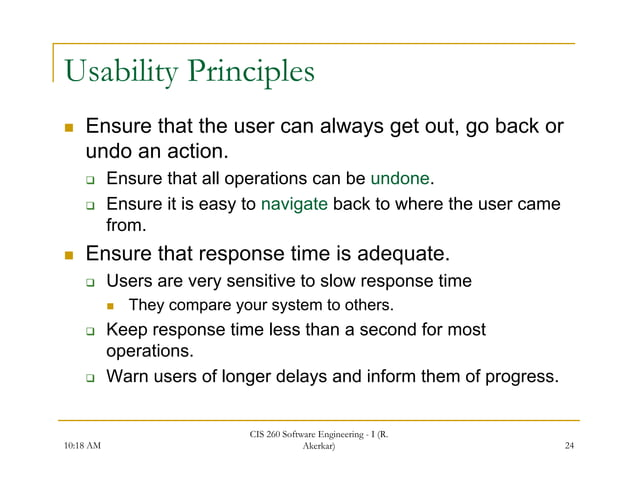 Usability Principles
Ensure that the user can always get out, go back or
undo an action.
Ensure that all operations can be undone.
Ensure it is easy to navigate back to where the user came
from.
Ensure that response time is adequate.
Users are very sensitive to slow response time
They compare your system to others.
Keep response time less than a second for most
operations.
Warn users of longer delays and inform them of progress.
10:18 AM
CIS 260 Software Engineering - I (R.
Akerkar)
24